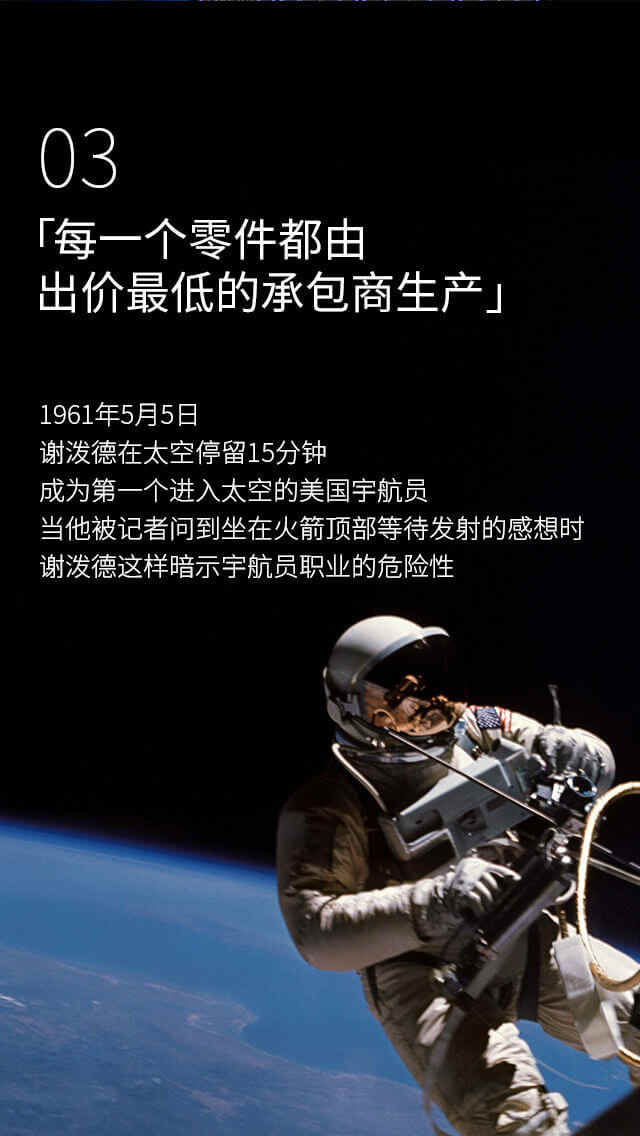 03
「每一个零件都由
出价最低的承包商生产」
1961年5月5日
谢泼德在太空停留15分钟
成为第一个进入太空的美国宇航员
当他被记者问到坐在火箭顶部等待发射的感想时
谢泼德这样暗示宇航员职业的危险性